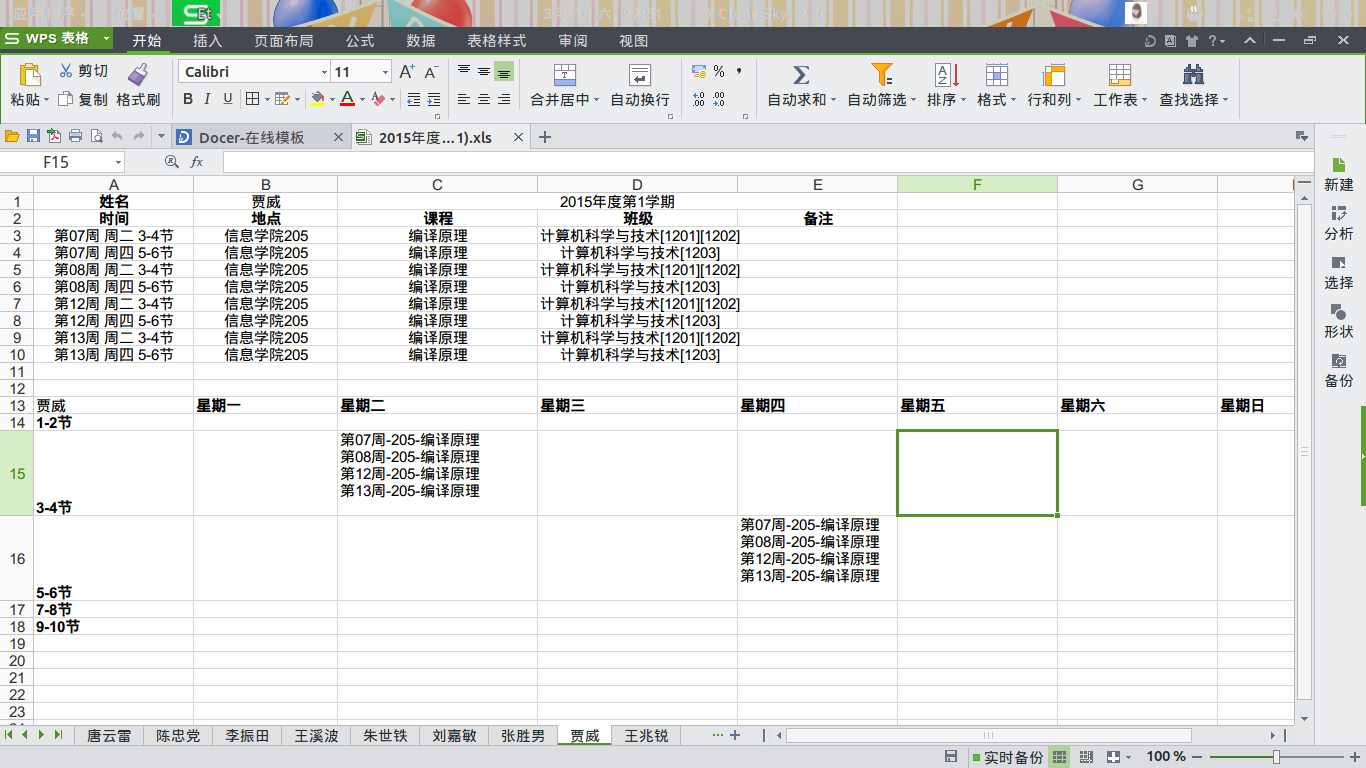 WPS 表格
开始 插入 页面布局 公式 数据 表格样式 审阅 视图
粘贴 剪切 复制 格式刷 Calibri 11 合并居中 自动换行 自动求和 自动筛选 排序 格式 行和列 工作表 查找选择
Docer-在线模板 2015年度...1).xls
F15 fx
A B C D E F G
1 姓名 贾威 2015年度第1学期
2 时间 地点 课程 班级 备注
3 第07周 周二 3-4节 信息学院205 编译原理 计算机科学与技术[1201][1202]
4 第07周 周四 5-6节 信息学院205 编译原理 计算机科学与技术[1203]
5 第08周 周二 3-4节 信息学院205 编译原理 计算机科学与技术[1201][1202]
6 第08周 周四 5-6节 信息学院205 编译原理 计算机科学与技术[1203]
7 第12周 周二 3-4节 信息学院205 编译原理 计算机科学与技术[1201][1202]
8 第12周 周四 5-6节 信息学院205 编译原理 计算机科学与技术[1203]
9 第13周 周二 3-4节 信息学院205 编译原理 计算机科学与技术[1201][1202]
10 第13周 周四 5-6节 信息学院205 编译原理 计算机科学与技术[1203]
11
12
13 贾威 星期一 星期二 星期三 星期四 星期五 星期六 星期日
14 1-2节
第07周-205-编译原理
第08周-205-编译原理
15 第12周-205-编译原理
第13周-205-编译原理
3-4节
第07周-205-编译原理
第08周-205-编译原理
16 第12周-205-编译原理
第13周-205-编译原理
5-6节
17 7-8节
18 9-10节
19
20
21
22
23
新建
分析
选择
形状
备份
唐云雷 陈忠党 李振田 王溪波 朱世铁 刘嘉敏 张胜男 贾威 王兆锐
实时备份 100 %